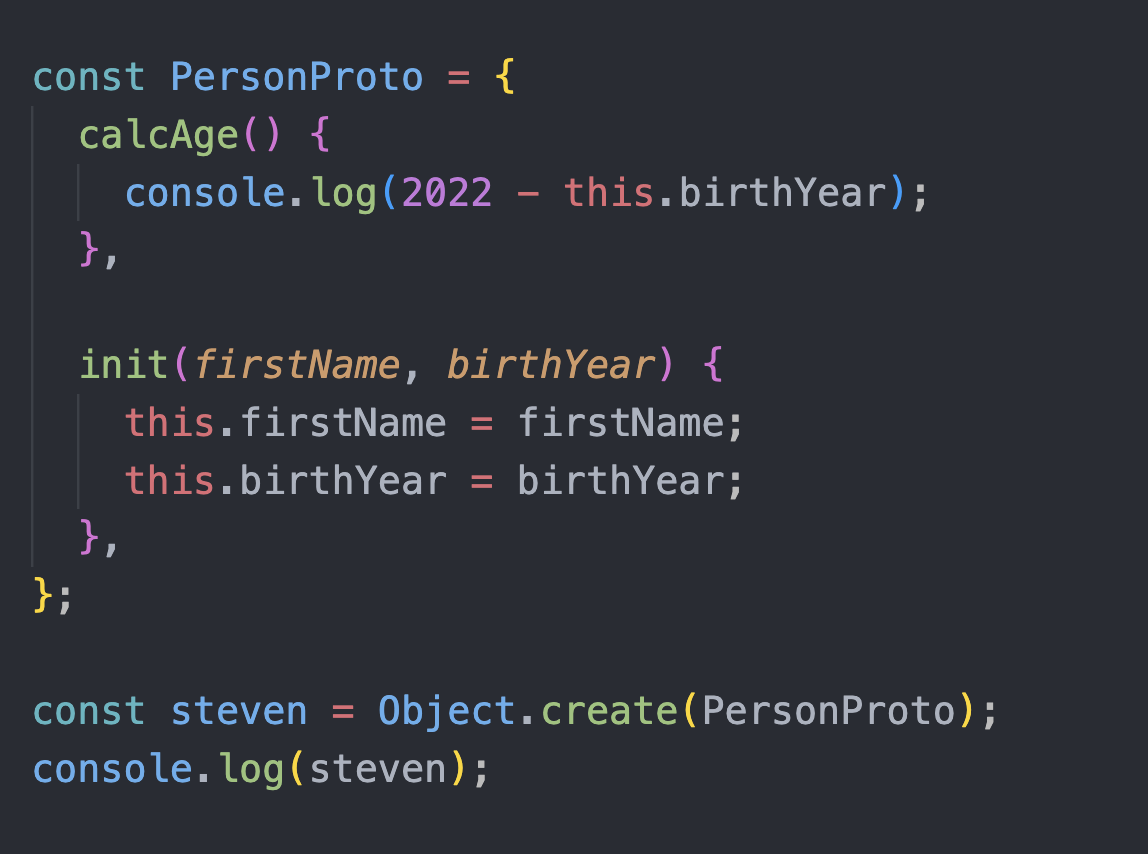 const PersonProto = {
  calcAge() {
    console.log(2022 - this.birthYear);
  },

  init(firstName, birthYear) {
    this.firstName = firstName;
    this.birthYear = birthYear;
  },
};

const steven = Object.create(PersonProto);
console.log(steven);